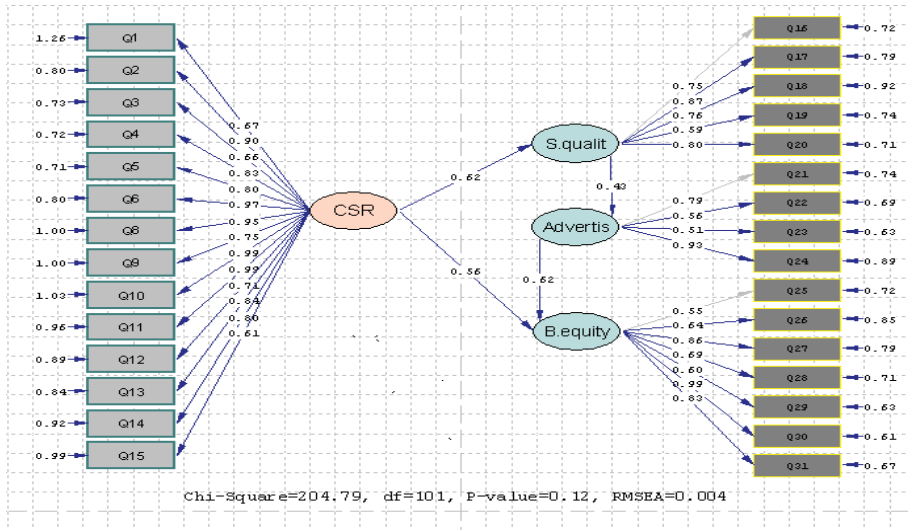 1.26 Q1
0.80 Q2
0.73 Q3
0.72 Q4
0.71 Q5
0.80 Q6
1.00 Q8
1.00 Q9
1.03 Q10
0.96 Q11
0.89 Q12
0.84 Q13
0.92 Q14
0.99 Q15
0.67
0.90
0.66
0.83
0.80
0.97
0.95
0.75
0.99
0.99
0.71
0.84
0.80
0.61
CSR
0.62
0.56
S.qualit
0.43
Advertis
0.62
B.equity
0.75
0.87
0.76
0.59
0.80
0.79
0.56
0.51
0.93
0.55
0.64
0.86
0.69
0.60
0.99
0.83
Q16 0.72
Q17 0.79
Q18 0.92
Q19 0.74
Q20 0.71
Q21 0.74
Q22 0.69
Q23 0.63
Q24 0.89
Q25 0.72
Q26 0.85
Q27 0.79
Q28 0.71
Q29 0.63
Q30 0.61
Q31 0.67
Chi-Square=204.79, df=101, P-value=0.12, RMSEA=0.004